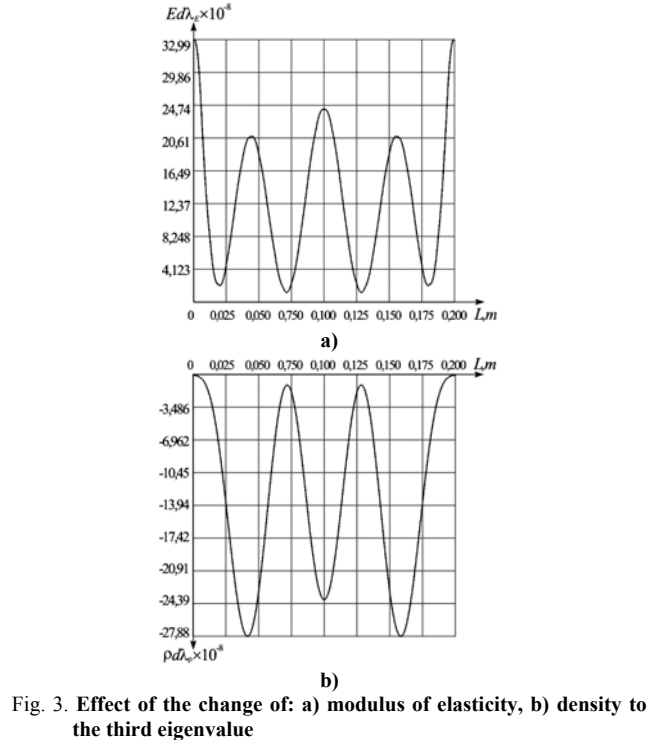 Edλ_ε×10⁻⁸
32,99
29,86
24,74
20,61
16,49
12,37
8,248
4,123
0 0,025 0,050 0,750 0,100 0,125 0,150 0,175 0,200 L,m
a)
0 0,025 0,050 0,750 0,100 0,125 0,150 0,175 0,200 L,m
-3,486
-6,962
-10,45
-13,94
-17,42
-20,91
-24,39
-27,88
ρdλ_ρ×10⁻⁸
b)
Fig. 3. Effect of the change of: a) modulus of elasticity, b) density to
the third eigenvalue